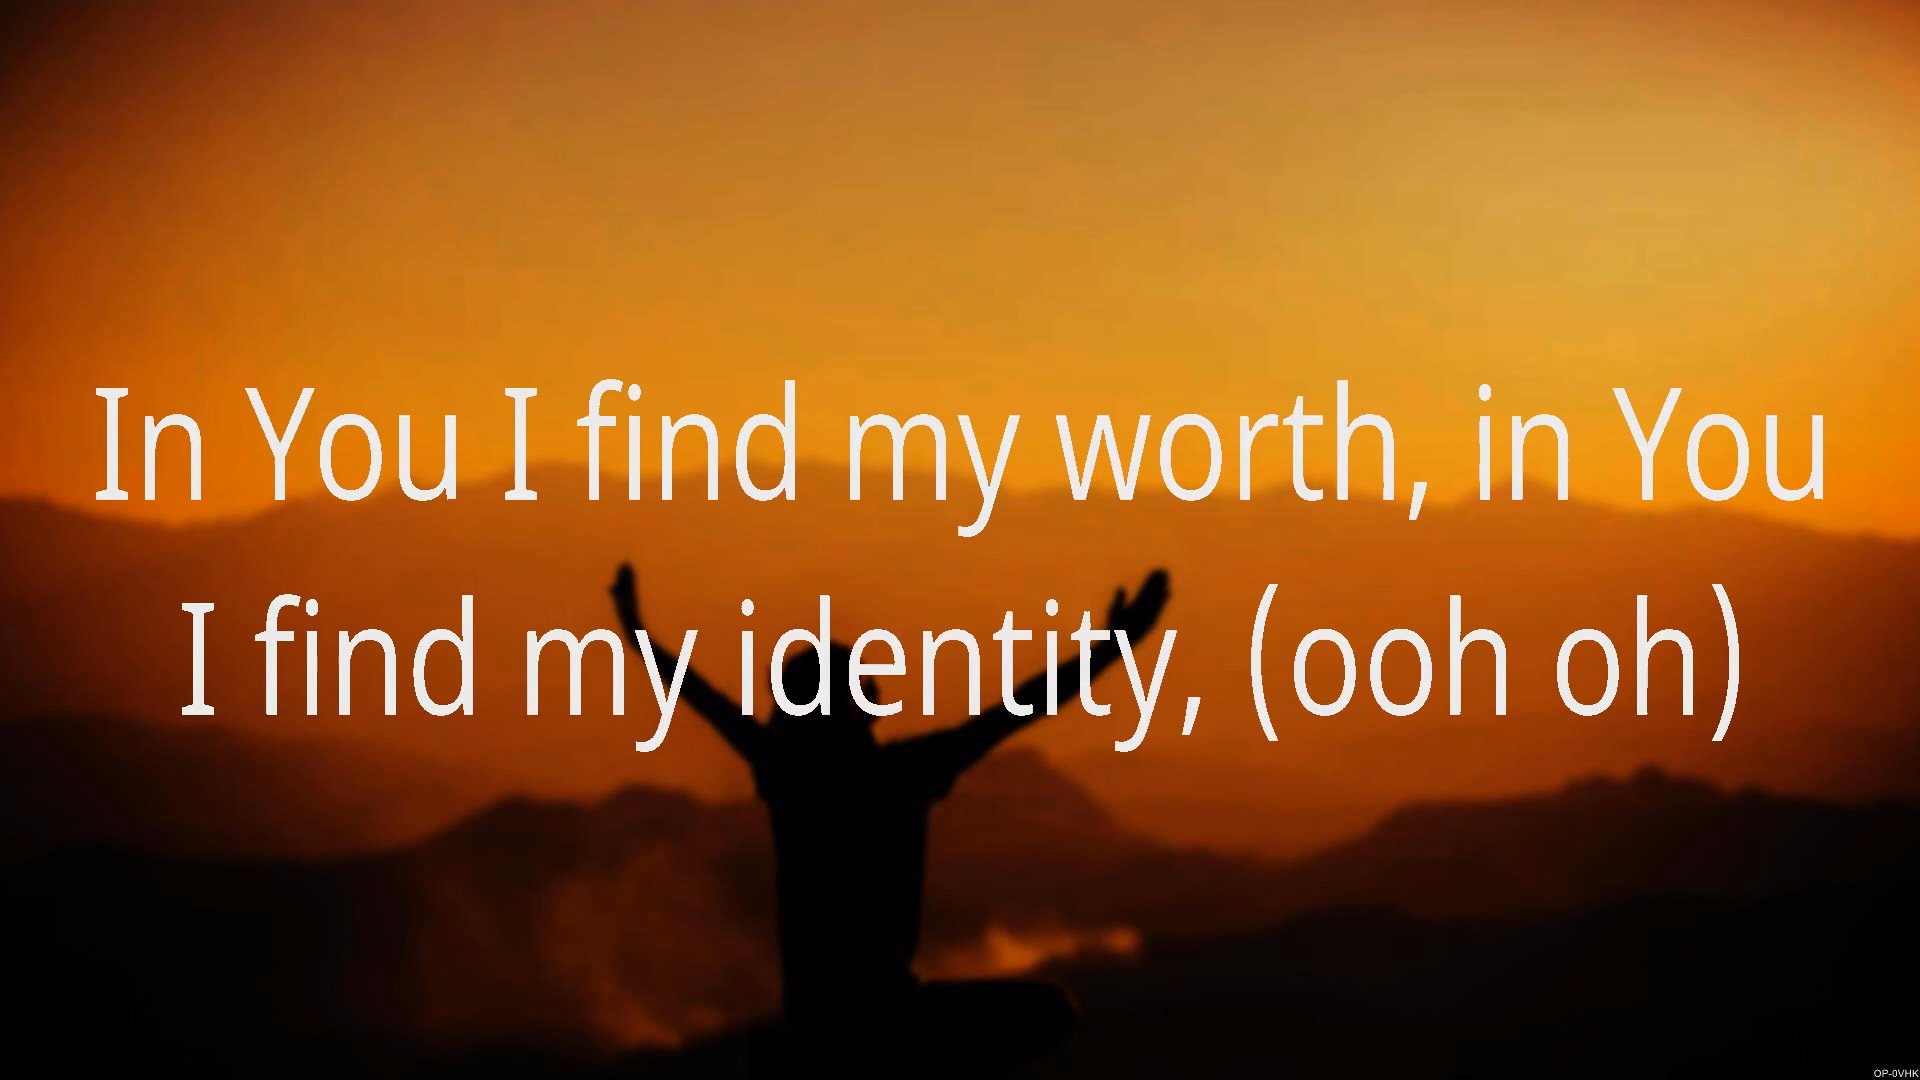 In You I find my worth, in You
I find my identity, (ooh oh)
OP-0VHK